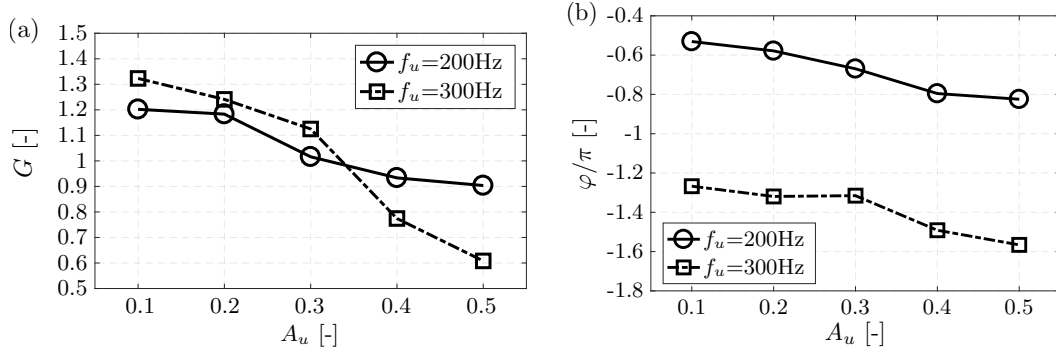 (a)
1.5
1.4
1.3
1.2
1.1
1
0.9
0.8
0.7
0.6
0.5
G [-]
f_u=200Hz
f_u=300Hz
0.1 0.2 0.3 0.4 0.5
A_u [-]
(b)
-0.4
-0.6
-0.8
-1
-1.2
-1.4
-1.6
-1.8
φ/π [-]
f_u=200Hz
f_u=300Hz
0.1 0.2 0.3 0.4 0.5
A_u [-]